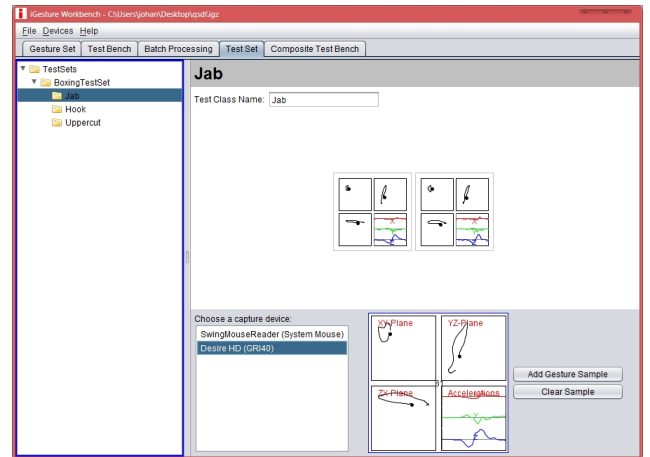 iGesture Workbench - C:\Users\johan\Desktop\qsdf.igz
File Devices Help
Gesture Set Test Bench Batch Processing Test Set Composite Test Bench
TestSets
BoxingTestSet
Jab
Hook
Uppercut
Jab
Test Class Name: Jab
Choose a capture device:
SwingMouseReader (System Mouse)
Desire HD (GRI40)
XY-Plane
YZ-Plane
ZX-Plane
Accelerations
Add Gesture Sample
Clear Sample